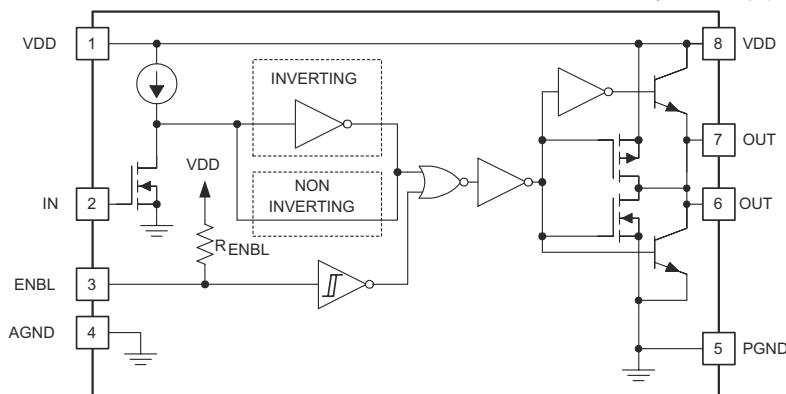 VDD 1
8 VDD
INVERTING
7 OUT
VDD
NON
INVERTING
IN 2
6 OUT
RENBL
ENBL 3
AGND 4
5 PGND